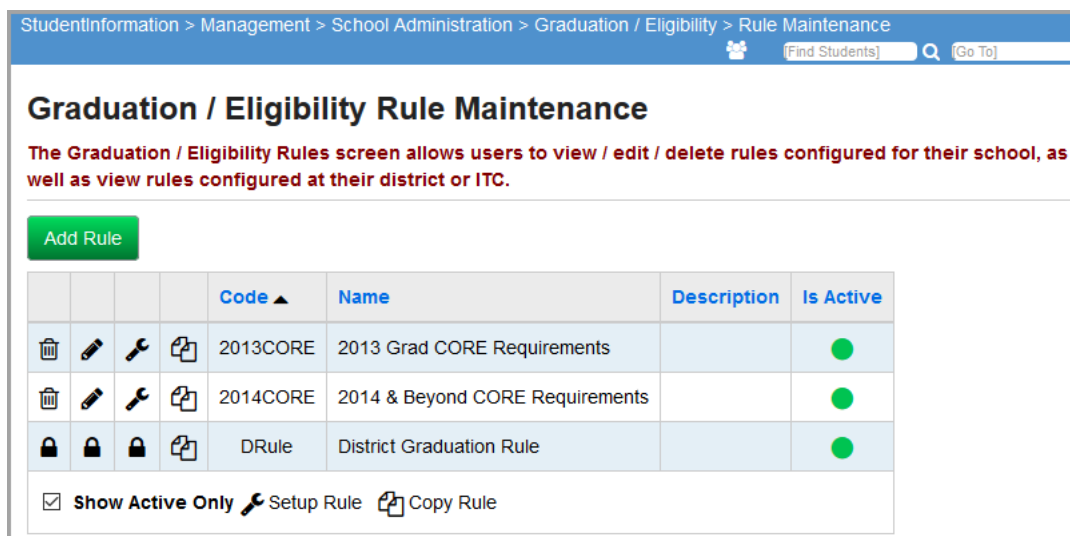 StudentInformation > Management > School Administration > Graduation / Eligibility > Rule Maintenance
[Find Students] [Go To]
Graduation / Eligibility Rule Maintenance
The Graduation / Eligibility Rules screen allows users to view / edit / delete rules configured for their school, as
well as view rules configured at their district or ITC.
Add Rule
Code Name Description Is Active
2013CORE 2013 Grad CORE Requirements
2014CORE 2014 & Beyond CORE Requirements
DRule District Graduation Rule
Show Active Only Setup Rule Copy Rule